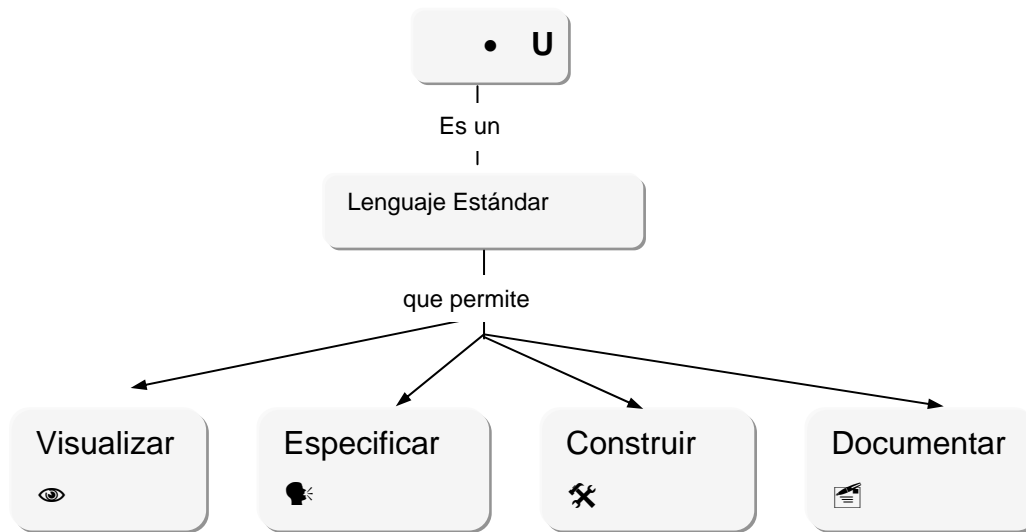 • U
Es un
Lenguaje Estándar
que permite
Visualizar
Especificar
Construir
Documentar